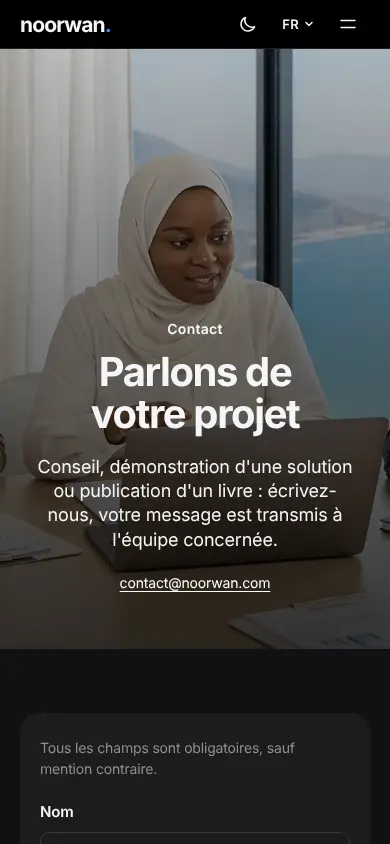 noorwan.
FR
Contact
Parlons de
votre projet
Conseil, démonstration d'une solution
ou publication d'un livre : écrivez-
nous, votre message est transmis à
l'équipe concernée.
contact@noorwan.com
Tous les champs sont obligatoires, sauf
mention contraire.
Nom